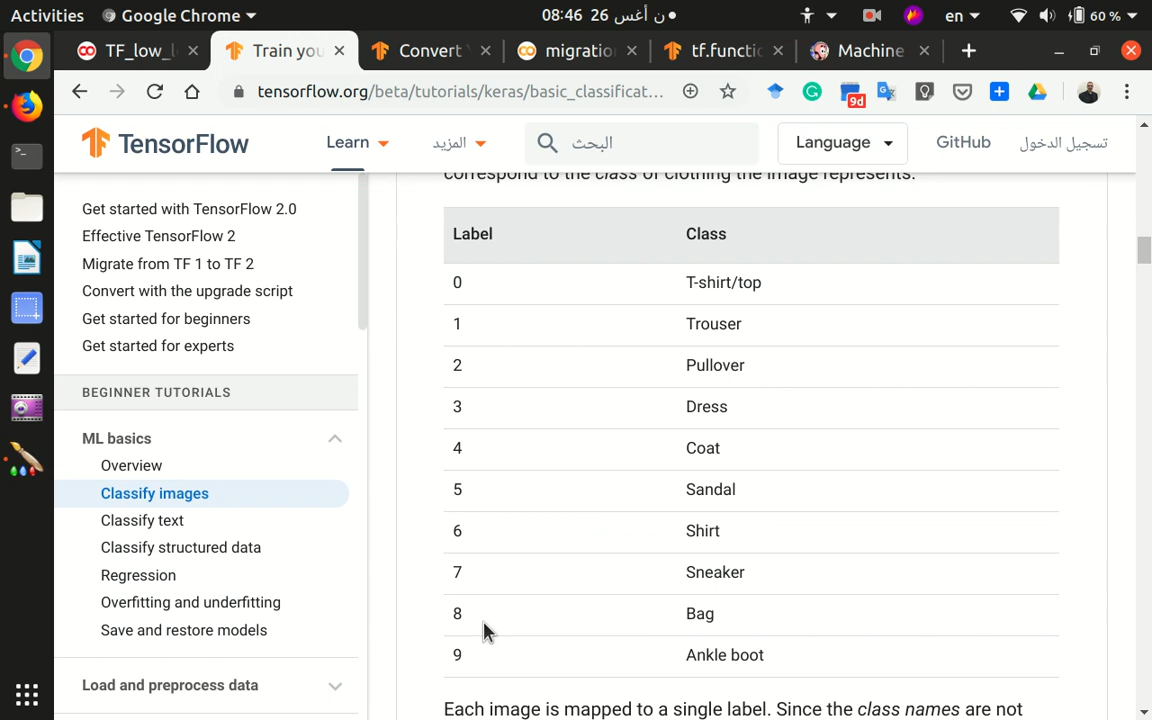 Activities Google Chrome ن أغس 26 08:46 en 60 %
TF_low_l Train you Convert migratio tf.functio Machine
tensorflow.org/beta/tutorials/keras/basic_classificat... 9d
TensorFlow Learn المزيد البحث Language GitHub تسجيل الدخول
correspond to the class of clothing the image represents.
Get started with TensorFlow 2.0
Effective TensorFlow 2
Migrate from TF 1 to TF 2
Convert with the upgrade script
Get started for beginners
Get started for experts
BEGINNER TUTORIALS
ML basics
Overview
Classify images
Classify text
Classify structured data
Regression
Overfitting and underfitting
Save and restore models
Load and preprocess data
Label Class
0 T-shirt/top
1 Trouser
2 Pullover
3 Dress
4 Coat
5 Sandal
6 Shirt
7 Sneaker
8 Bag
9 Ankle boot
Each image is mapped to a single label. Since the class names are not